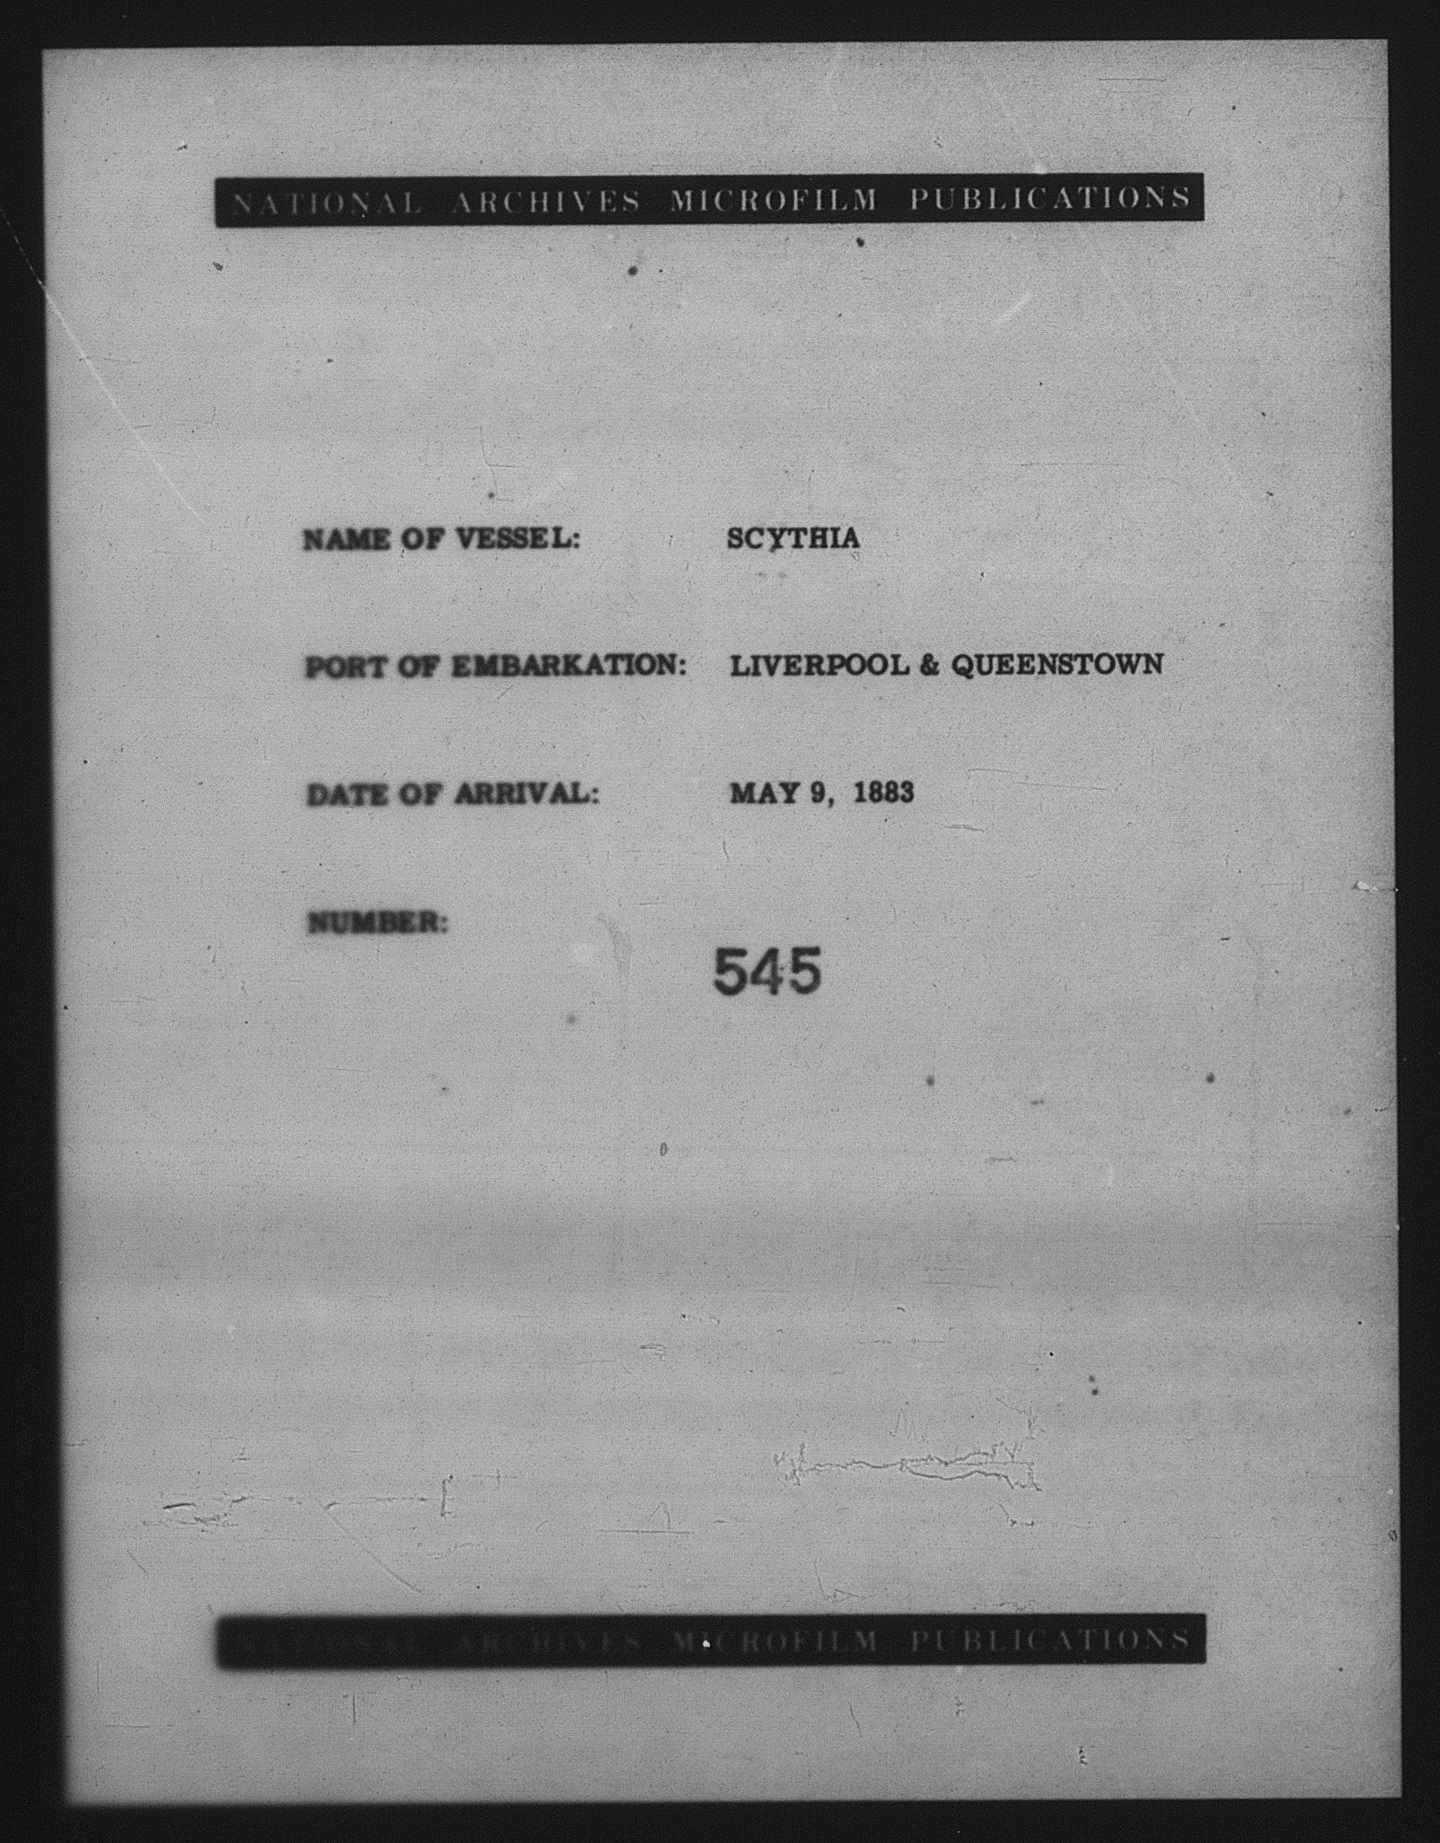 NATIONAL ARCHIVES MICROFILM PUBLICATIONS
NAME OF VESSEL: SCYTHIA
PORT OF EMBARKATION: LIVERPOOL & QUEENSTOWN
DATE OF ARRIVAL: MAY 9, 1883
NUMBER:
545
NATIONAL ARCHIVES MICROFILM PUBLICATIONS